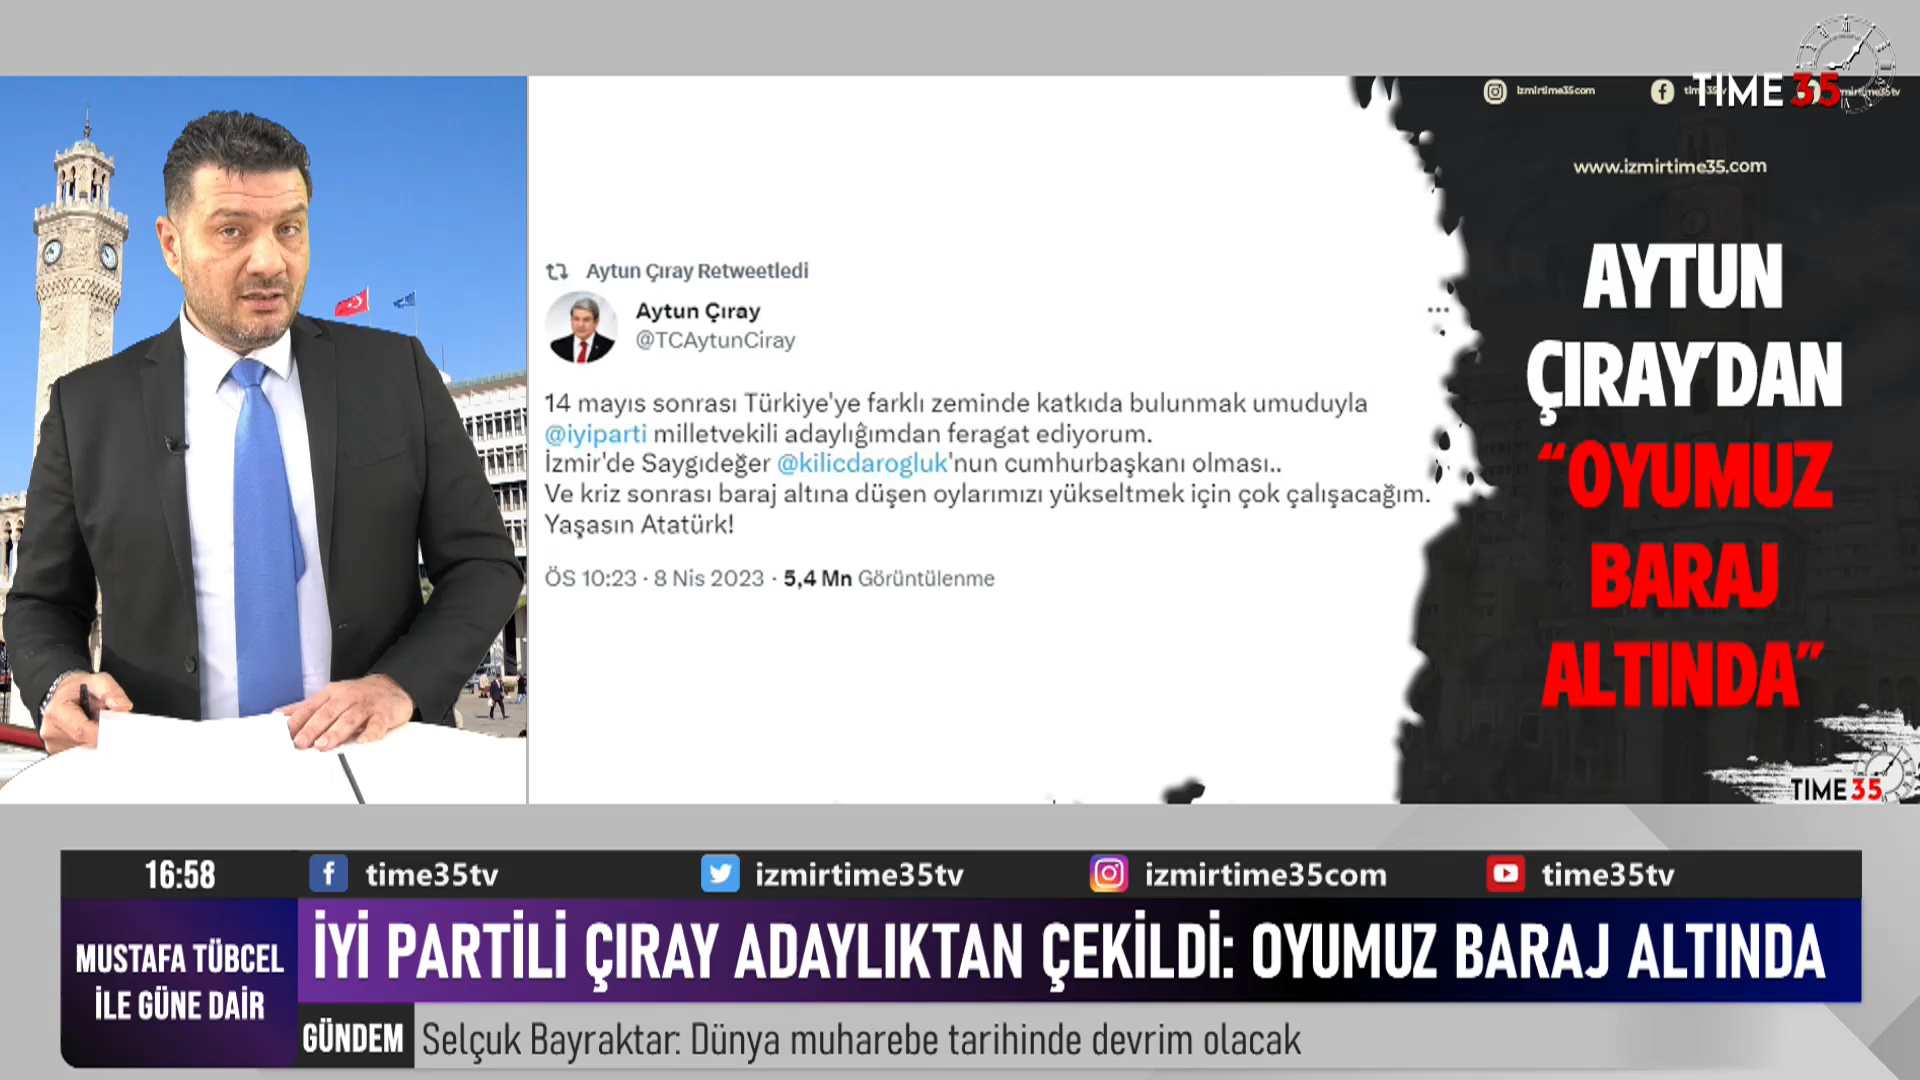 TIME 35
izmirtime35com
www.izmirtime35.com
AYTUN
ÇIRAY'DAN
“OYUMUZ
BARAJ
ALTINDA”
Aytun Çıray Retweetledi
Aytun Çıray
@TCAytunCiray
14 mayıs sonrası Türkiye'ye farklı zeminde katkıda bulunmak umuduyla
@iyiparti milletvekili adaylığımdan feragat ediyorum.
İzmir'de Saygıdeğer @kilicdarogluk'nun cumhurbaşkanı olması..
Ve kriz sonrası baraj altına düşen oylarımızı yükseltmek için çok çalışacağım.
Yaşasın Atatürk!
ÖS 10:23 · 8 Nis 2023 · 5,4 Mn Görüntülenme
TIME 35
16:58
time35tv
izmirtime35tv
izmirtime35com
time35tv
MUSTAFA TÜBCEL
İLE GÜNE DAİR
İYİ PARTİLİ ÇIRAY ADAYLIKTAN ÇEKİLDİ: OYUMUZ BARAJ ALTINDA
GÜNDEM
Selçuk Bayraktar: Dünya muharebe tarihinde devrim olacak